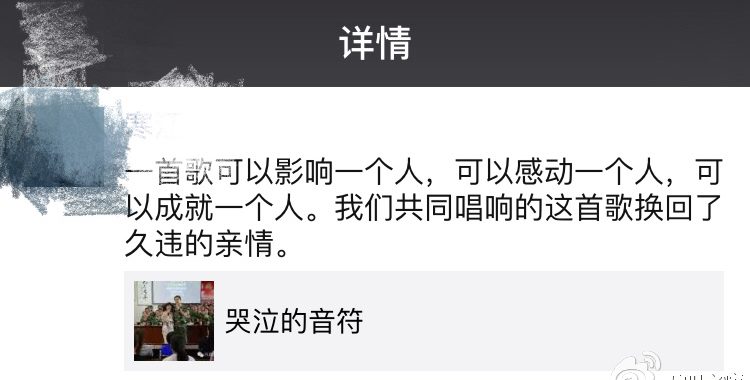 详情
一首歌可以影响一个人，可以感动一个人，可
以成就一个人。我们共同唱响的这首歌换回了
久违的亲情。
哭泣的音符